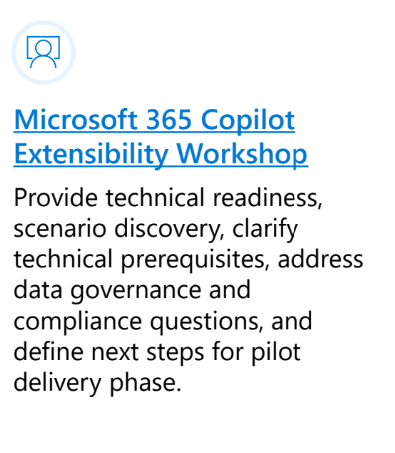 Microsoft 365 Copilot
Extensibility Workshop
Provide technical readiness,
scenario discovery, clarify
technical prerequisites, address
data governance and
compliance questions, and
define next steps for pilot
delivery phase.